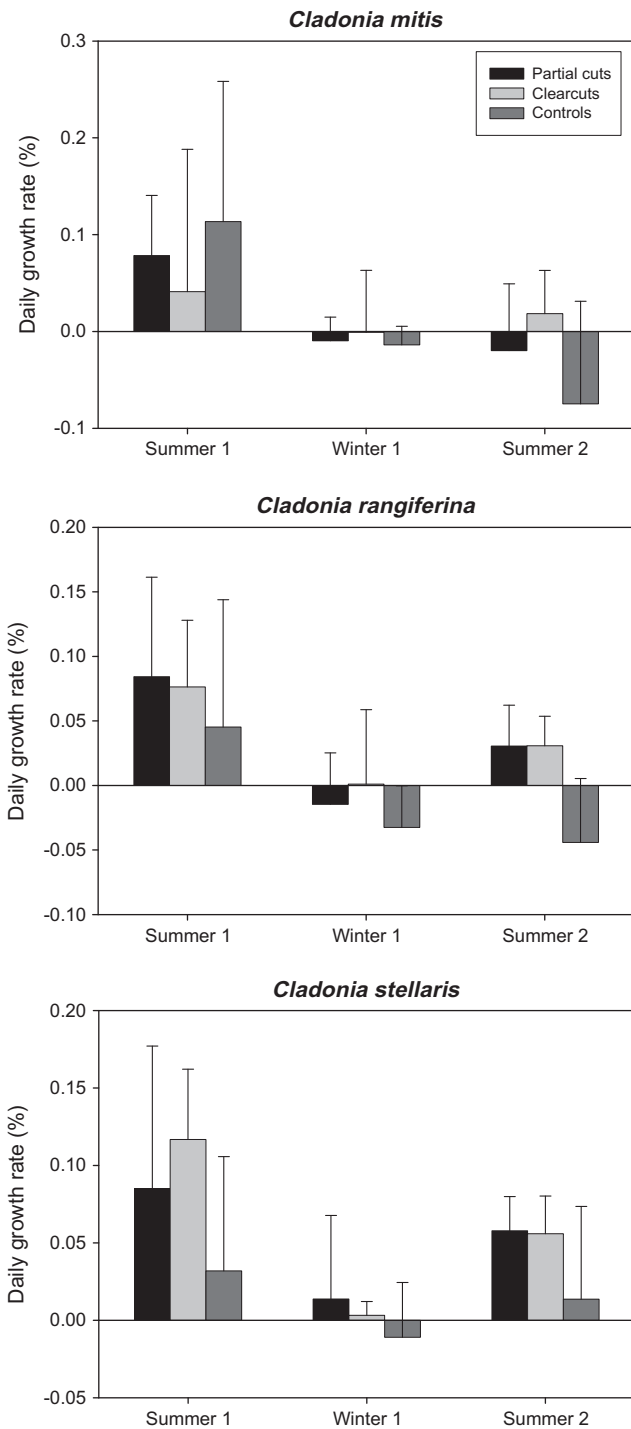 Cladonia mitis
0.3
0.2
0.1
0.0
-0.1
Daily growth rate (%)
Partial cuts
Clearcuts
Controls
Summer 1 Winter 1 Summer 2
Cladonia rangiferina
0.20
0.15
0.10
0.05
0.00
-0.05
-0.10
Daily growth rate (%)
Summer 1 Winter 1 Summer 2
Cladonia stellaris
0.20
0.15
0.10
0.05
0.00
-0.05
Daily growth rate (%)
Summer 1 Winter 1 Summer 2